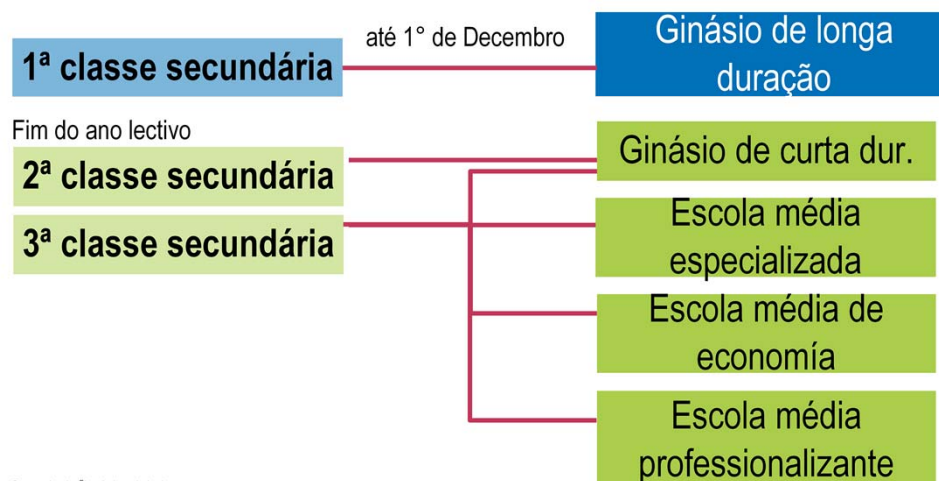 1ª classe secundária
até 1° de Decembro
Ginásio de longa
duração
Fim do ano lectivo
2ª classe secundária
Ginásio de curta dur.
3ª classe secundária
Escola média
especializada
Escola média de
economía
Escola média
professionalizante